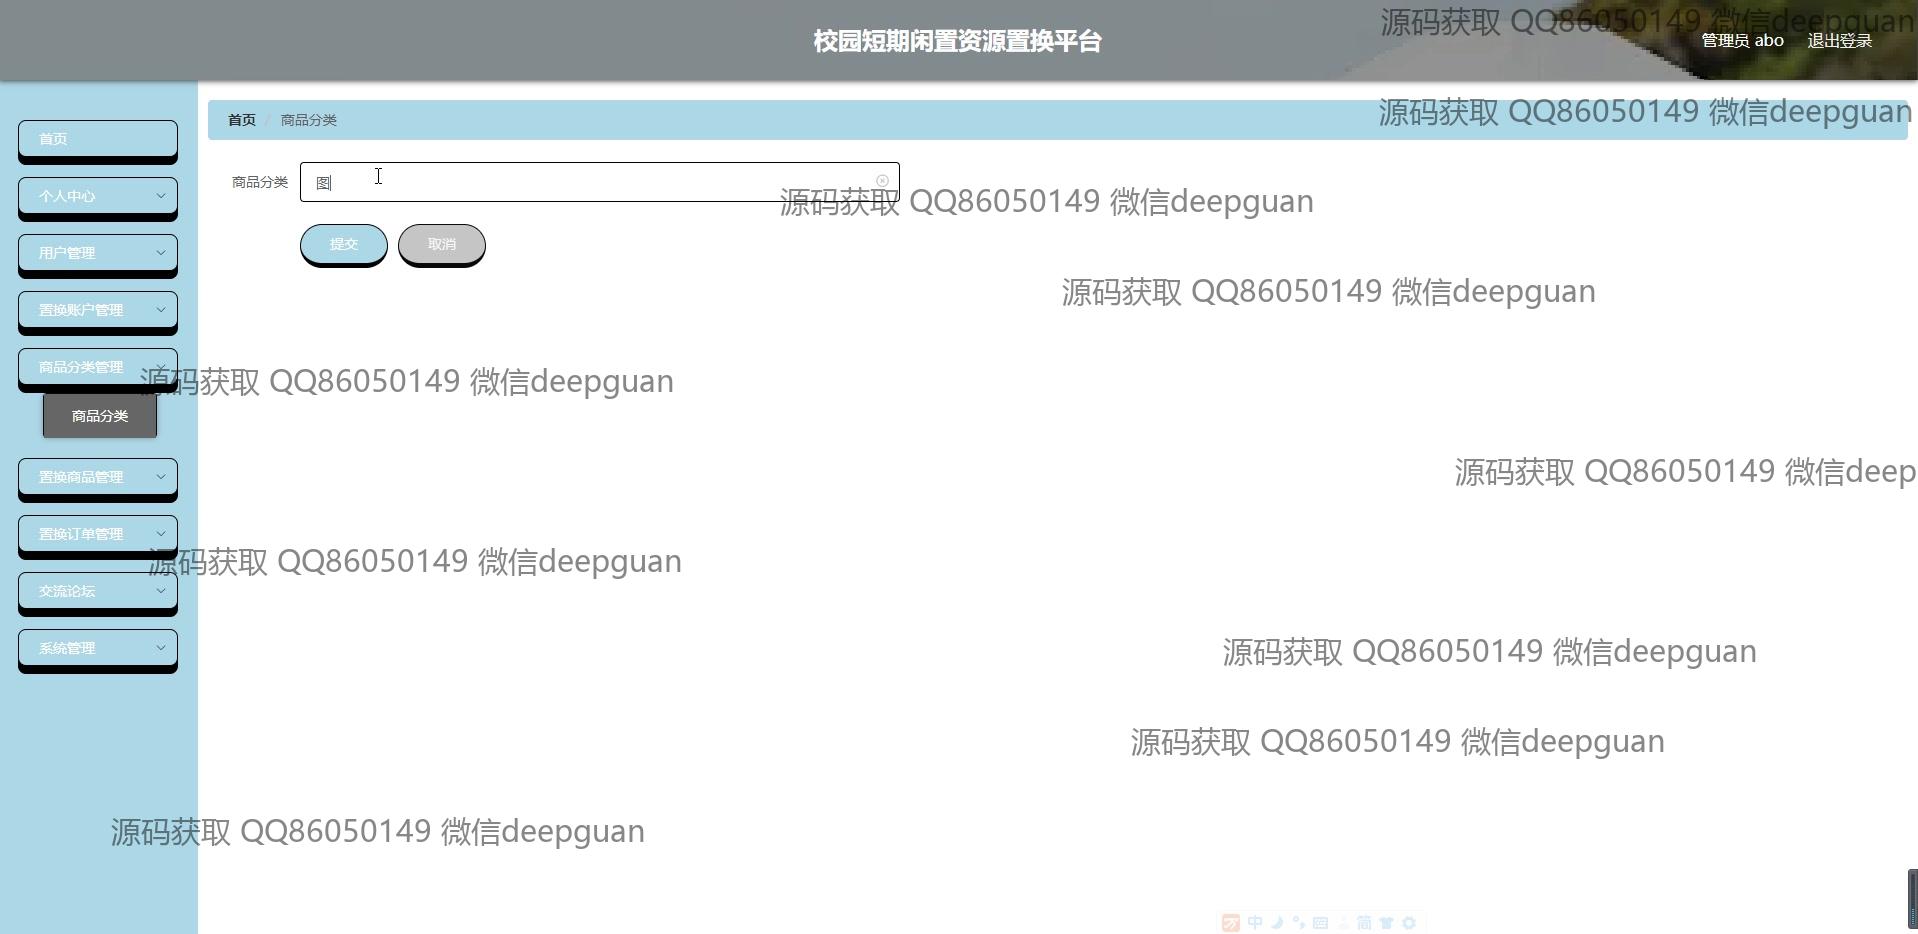 校园短期闲置资源置换平台
源码获取 QQ86050149 微信deepguan
管理员 abo 退出登录
首页 / 商品分类
源码获取 QQ86050149 微信deepguan
首页
商品分类 图
个人中心
源码获取 QQ86050149 微信deepguan
提交 取消
用户管理
源码获取 QQ86050149 微信deepguan
置换账户管理
商品分类管理
源码获取 QQ86050149 微信deepguan
商品分类
源码获取 QQ86050149 微信deep
置换商品管理
置换订单管理
源码获取 QQ86050149 微信deepguan
交流论坛
系统管理
源码获取 QQ86050149 微信deepguan
源码获取 QQ86050149 微信deepguan
源码获取 QQ86050149 微信deepguan
中 简